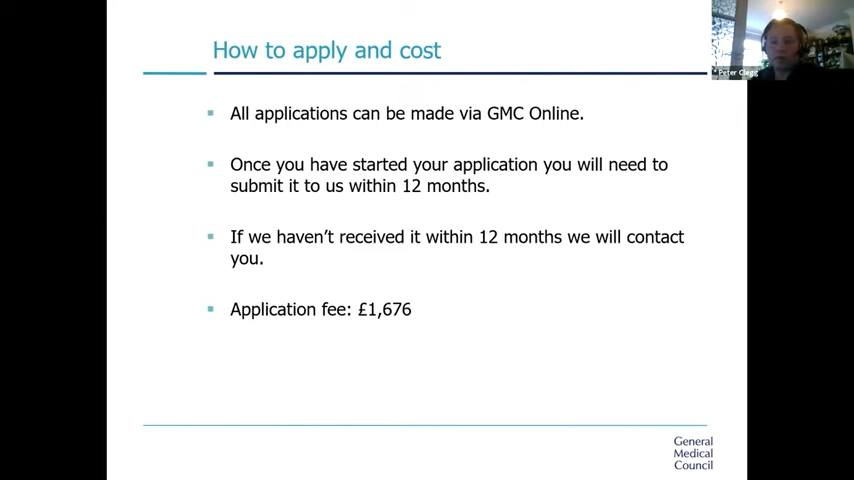 How to apply and cost
Peter Clegg
All applications can be made via GMC Online.
Once you have started your application you will need to
submit it to us within 12 months.
If we haven't received it within 12 months we will contact
you.
Application fee: £1,676
General
Medical
Council